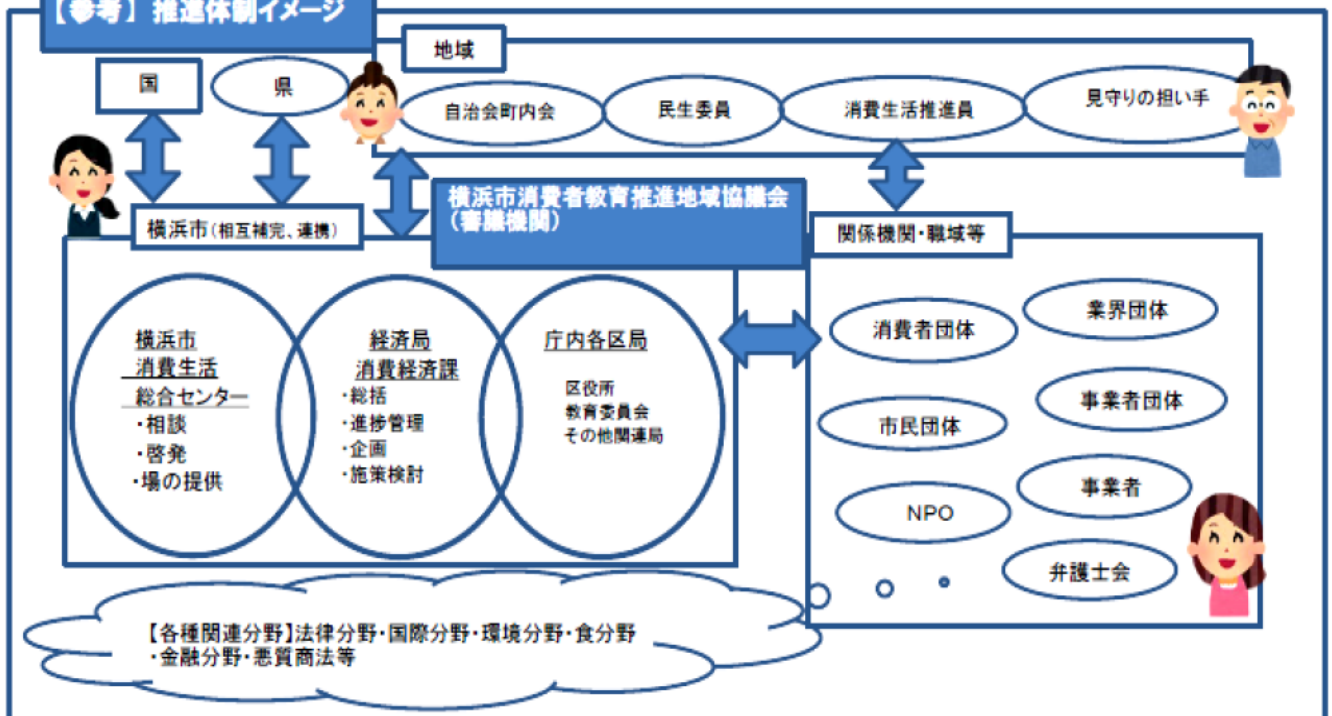 【参考】推進体制イメージ
地域
国
県
自治会町内会
民生委員
消費生活推進員
見守りの担い手
横浜市消費者教育推進地域協議会
(審議機関)
横浜市(相互補完、連携)
関係機関・職域等
横浜市
消費生活
総合センター
・相談
・啓発
・場の提供
経済局
消費経済課
・総括
・進捗管理
・企画
・施策検討
庁内各区局
区役所
教育委員会
その他関連局
消費者団体
業界団体
市民団体
事業者団体
NPO
事業者
弁護士会
【各種関連分野】法律分野・国際分野・環境分野・食分野
・金融分野・悪質商法等